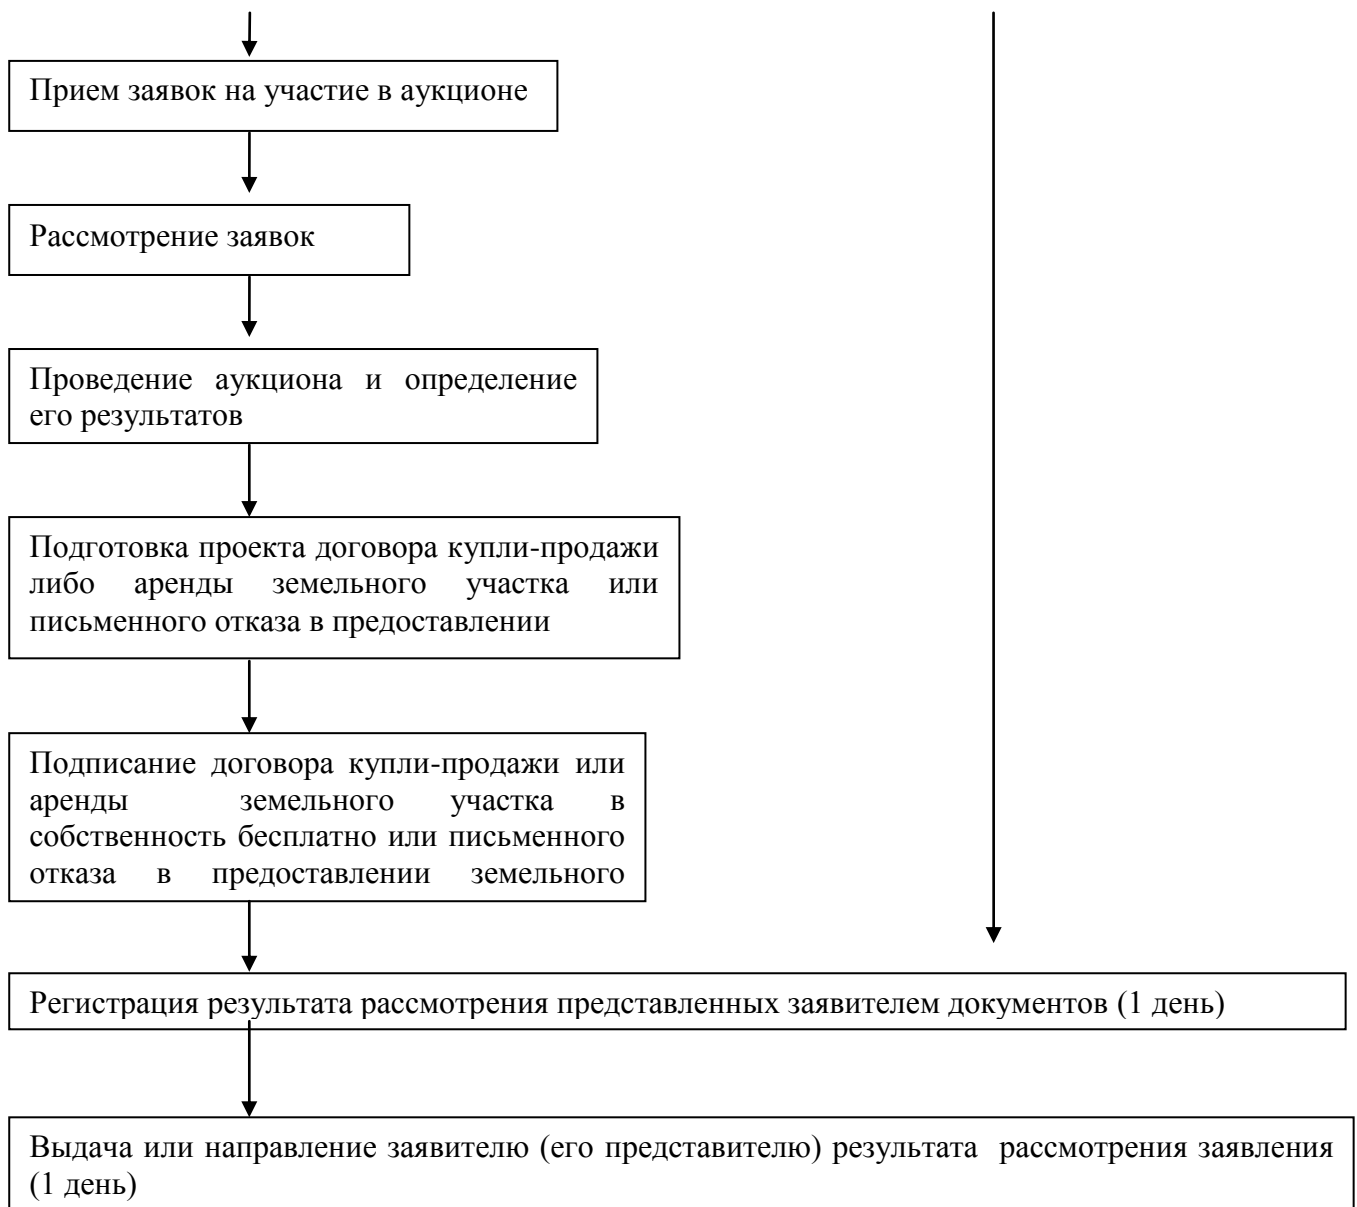 Прием заявок на участие в аукционе
Рассмотрение заявок
Проведение аукциона и определение
его результатов
Подготовка проекта договора купли-продажи
либо аренды земельного участка или
письменного отказа в предоставлении
Подписание договора купли-продажи или
аренды земельного участка в
собственность бесплатно или письменного
отказа в предоставлении земельного
Регистрация результата рассмотрения представленных заявителем документов (1 день)
Выдача или направление заявителю (его представителю) результата рассмотрения заявления
(1 день)